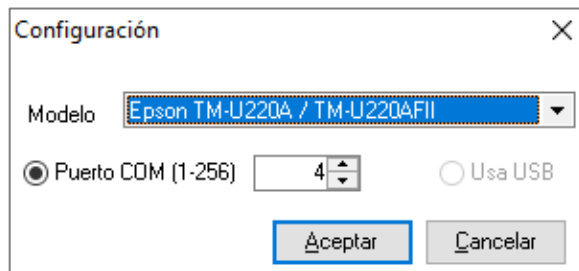 Configuración
Modelo Epson TM-U220A / TM-U220AFII
Puerto COM (1-256) 4 Usa USB
Aceptar Cancelar